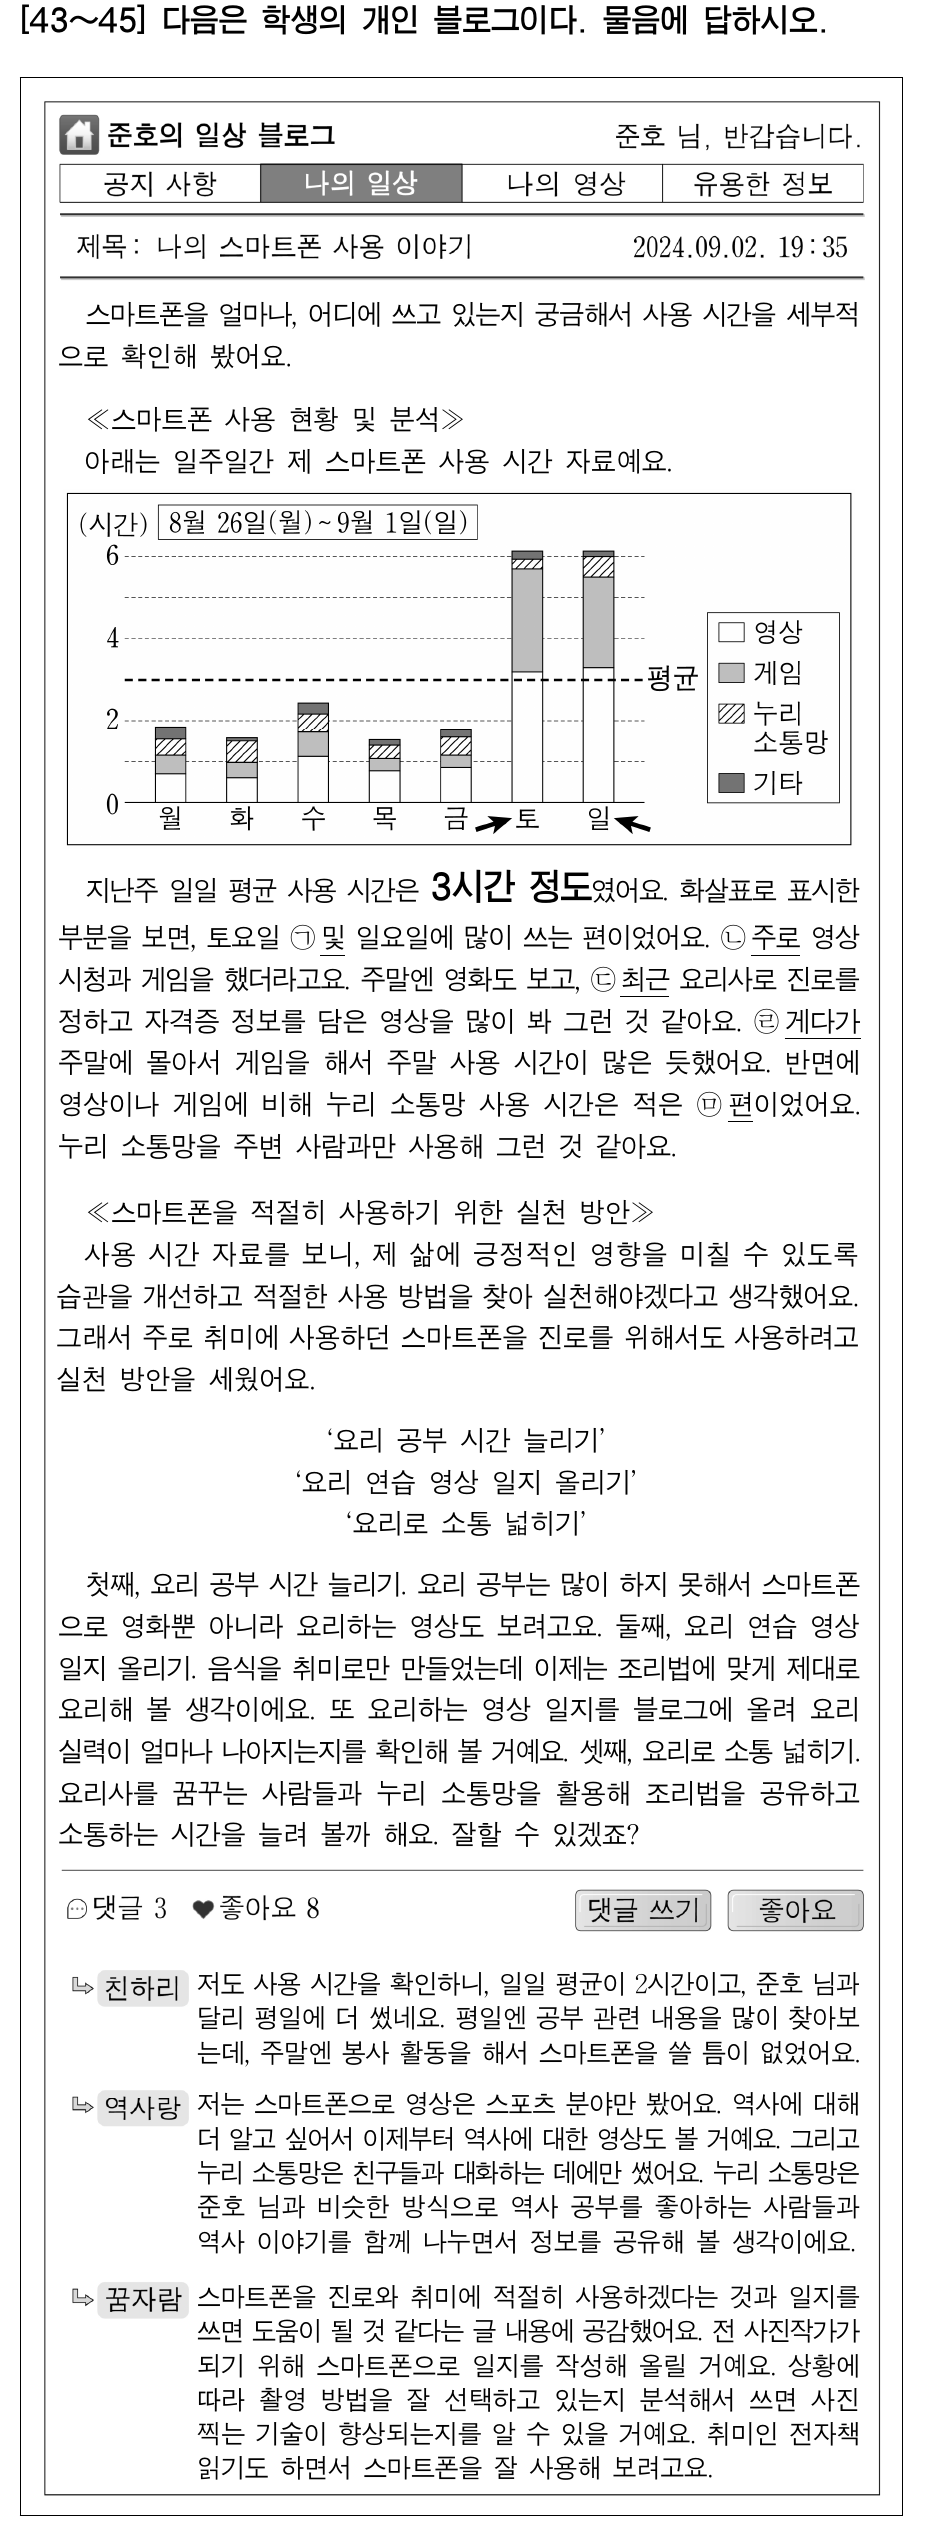 [43～45] 다음은 학생의 개인 블로그이다. 물음에 답하시오.
준호의 일상 블로그
준호 님, 반갑습니다.
공지 사항
나의 일상
나의 영상
유용한 정보
제목: 나의 스마트폰 사용 이야기
2024.09.02. 19:35
스마트폰을 얼마나, 어디에 쓰고 있는지 궁금해서 사용 시간을 세부적
으로 확인해 봤어요.
≪스마트폰 사용 현황 및 분석≫
아래는 일주일간 제 스마트폰 사용 시간 자료예요.
(시간) 8월 26일(월)~9월 1일(일)
6
4
2
0
평균
영상
게임
누리
소통망
기타
월 화 수 목 금 토 일
지난주 일일 평균 사용 시간은 3시간 정도였어요. 화살표로 표시한
부분을 보면, 토요일 ㉠및 일요일에 많이 쓰는 편이었어요. ㉡주로 영상
시청과 게임을 했더라고요. 주말엔 영화도 보고, ㉢최근 요리사로 진로를
정하고 자격증 정보를 담은 영상을 많이 봐 그런 것 같아요. ㉣게다가
주말에 몰아서 게임을 해서 주말 사용 시간이 많은 듯했어요. 반면에
영상이나 게임에 비해 누리 소통망 사용 시간은 적은 ㉤편이었어요.
누리 소통망을 주변 사람과만 사용해 그런 것 같아요.
≪스마트폰을 적절히 사용하기 위한 실천 방안≫
사용 시간 자료를 보니, 제 삶에 긍정적인 영향을 미칠 수 있도록
습관을 개선하고 적절한 사용 방법을 찾아 실천해야겠다고 생각했어요.
그래서 주로 취미에 사용하던 스마트폰을 진로를 위해서도 사용하려고
실천 방안을 세웠어요.
‘요리 공부 시간 늘리기’
‘요리 연습 영상 일지 올리기’
‘요리로 소통 넓히기’
첫째, 요리 공부 시간 늘리기. 요리 공부는 많이 하지 못해서 스마트폰
으로 영화뿐 아니라 요리하는 영상도 보려고요. 둘째, 요리 연습 영상
일지 올리기. 음식을 취미로만 만들었는데 이제는 조리법에 맞게 제대로
요리해 볼 생각이에요. 또 요리하는 영상 일지를 블로그에 올려 요리
실력이 얼마나 나아지는지를 확인해 볼 거예요. 셋째, 요리로 소통 넓히기.
요리사를 꿈꾸는 사람들과 누리 소통망을 활용해 조리법을 공유하고
소통하는 시간을 늘려 볼까 해요. 잘할 수 있겠죠?
댓글 3 ♥좋아요 8
댓글 쓰기
좋아요
친하리 저도 사용 시간을 확인하니, 일일 평균이 2시간이고, 준호 님과
달리 평일에 더 썼네요. 평일엔 공부 관련 내용을 많이 찾아보
는데, 주말엔 봉사 활동을 해서 스마트폰을 쓸 틈이 없었어요.
역사랑 저는 스마트폰으로 영상은 스포츠 분야만 봤어요. 역사에 대해
더 알고 싶어서 이제부터 역사에 대한 영상도 볼 거예요. 그리고
누리 소통망은 친구들과 대화하는 데에만 썼어요. 누리 소통망은
준호 님과 비슷한 방식으로 역사 공부를 좋아하는 사람들과
역사 이야기를 함께 나누면서 정보를 공유해 볼 생각이에요.
꿈자람 스마트폰을 진로와 취미에 적절히 사용하겠다는 것과 일지를
쓰면 도움이 될 것 같다는 글 내용에 공감했어요. 전 사진작가가
되기 위해 스마트폰으로 일지를 작성해 올릴 거예요. 상황에
따라 촬영 방법을 잘 선택하고 있는지 분석해서 쓰면 사진
찍는 기술이 향상되는지를 알 수 있을 거예요. 취미인 전자책
읽기도 하면서 스마트폰을 잘 사용해 보려고요.